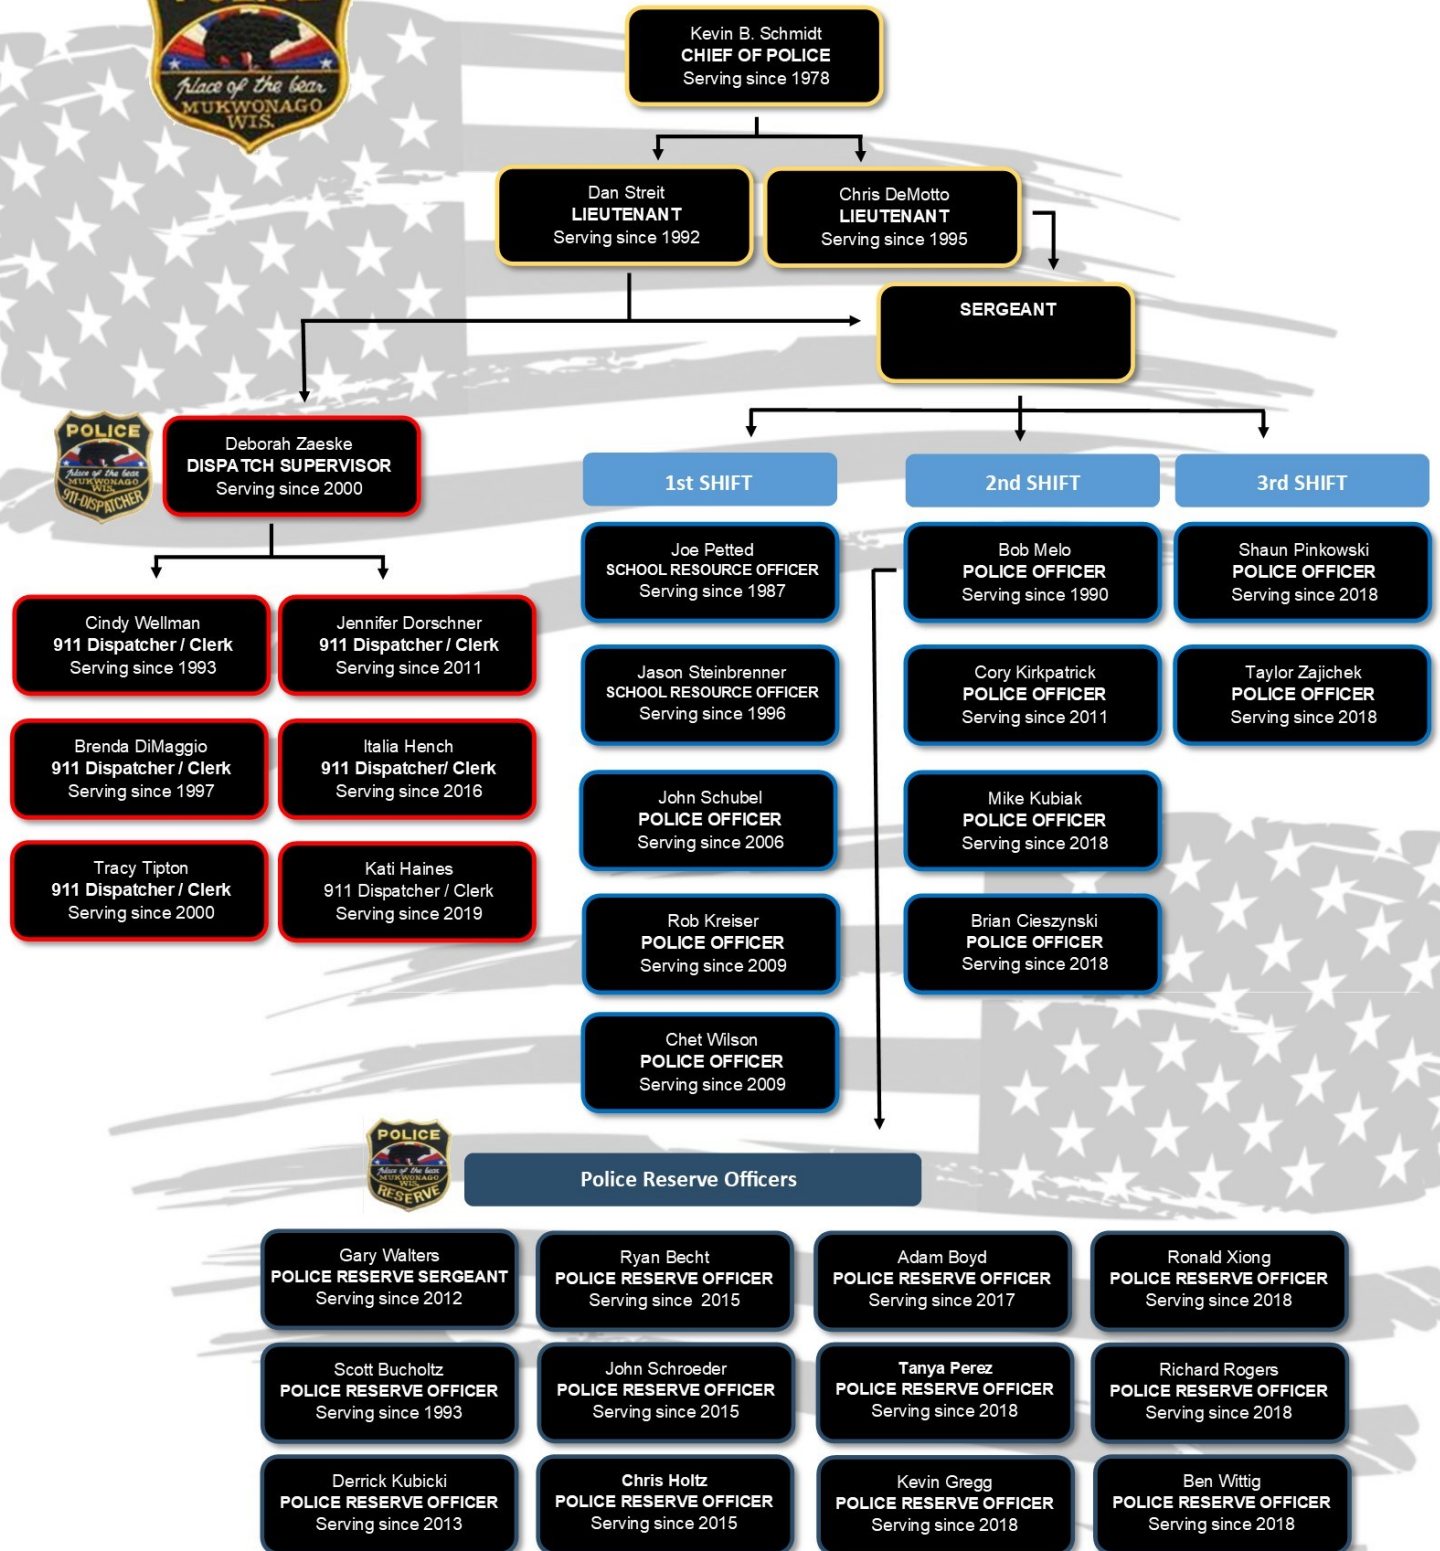 POLICE
place of the bear
MUKWONAGO
WIS.
Kevin B. Schmidt
CHIEF OF POLICE
Serving since 1978
Dan Streit
LIEUTENANT
Serving since 1992
Chris DeMotto
LIEUTENANT
Serving since 1995
SERGEANT
POLICE
place of the bear
MUKWONAGO
WIS.
911-DISPATCHER
Deborah Zaeske
DISPATCH SUPERVISOR
Serving since 2000
Cindy Wellman
911 Dispatcher / Clerk
Serving since 1993
Jennifer Dorschner
911 Dispatcher / Clerk
Serving since 2011
Brenda DiMaggio
911 Dispatcher / Clerk
Serving since 1997
Italia Hench
911 Dispatcher/ Clerk
Serving since 2016
Tracy Tipton
911 Dispatcher / Clerk
Serving since 2000
Kati Haines
911 Dispatcher / Clerk
Serving since 2019
1st SHIFT
Joe Petted
SCHOOL RESOURCE OFFICER
Serving since 1987
Jason Steinbrenner
SCHOOL RESOURCE OFFICER
Serving since 1996
John Schubel
POLICE OFFICER
Serving since 2006
Rob Kreiser
POLICE OFFICER
Serving since 2009
Chet Wilson
POLICE OFFICER
Serving since 2009
2nd SHIFT
Bob Melo
POLICE OFFICER
Serving since 1990
Cory Kirkpatrick
POLICE OFFICER
Serving since 2011
Mike Kubiak
POLICE OFFICER
Serving since 2018
Brian Cieszynski
POLICE OFFICER
Serving since 2018
3rd SHIFT
Shaun Pinkowski
POLICE OFFICER
Serving since 2018
Taylor Zajichek
POLICE OFFICER
Serving since 2018
POLICE
place of the bear
MUKWONAGO
WIS.
RESERVE
Police Reserve Officers
Gary Walters
POLICE RESERVE SERGEANT
Serving since 2012
Ryan Becht
POLICE RESERVE OFFICER
Serving since 2015
Adam Boyd
POLICE RESERVE OFFICER
Serving since 2017
Ronald Xiong
POLICE RESERVE OFFICER
Serving since 2018
Scott Bucholtz
POLICE RESERVE OFFICER
Serving since 1993
John Schroeder
POLICE RESERVE OFFICER
Serving since 2015
Tanya Perez
POLICE RESERVE OFFICER
Serving since 2018
Richard Rogers
POLICE RESERVE OFFICER
Serving since 2018
Derrick Kubicki
POLICE RESERVE OFFICER
Serving since 2013
Chris Holtz
POLICE RESERVE OFFICER
Serving since 2015
Kevin Gregg
POLICE RESERVE OFFICER
Serving since 2018
Ben Wittig
POLICE RESERVE OFFICER
Serving since 2018